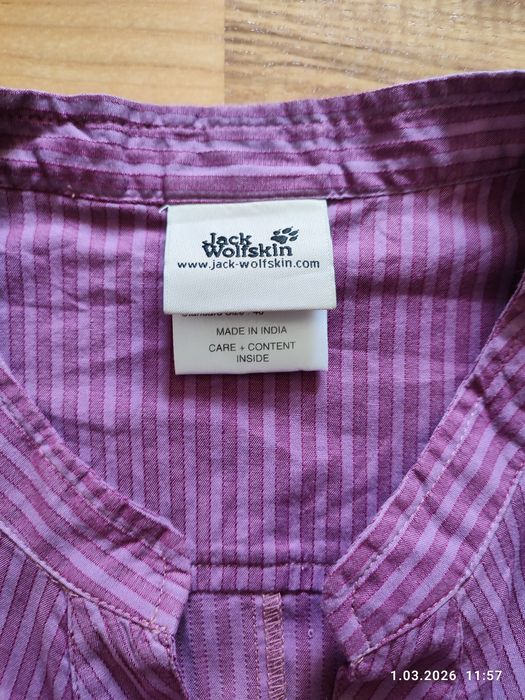 Jack
Wolfskin
www.jack-wolfskin.com
MADE IN INDIA
CARE + CONTENT
INSIDE
1.03.2026 11:57